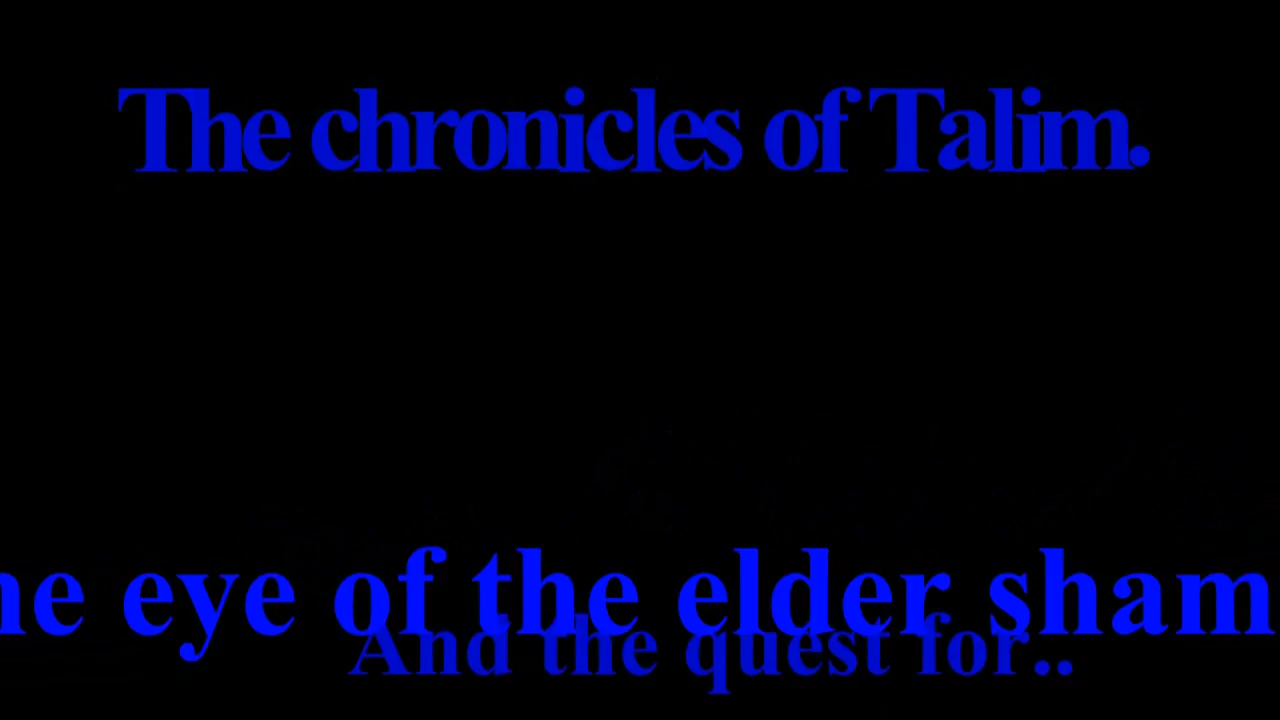 The chronicles of Talim.
he eye of the elder sham
And the quest for..